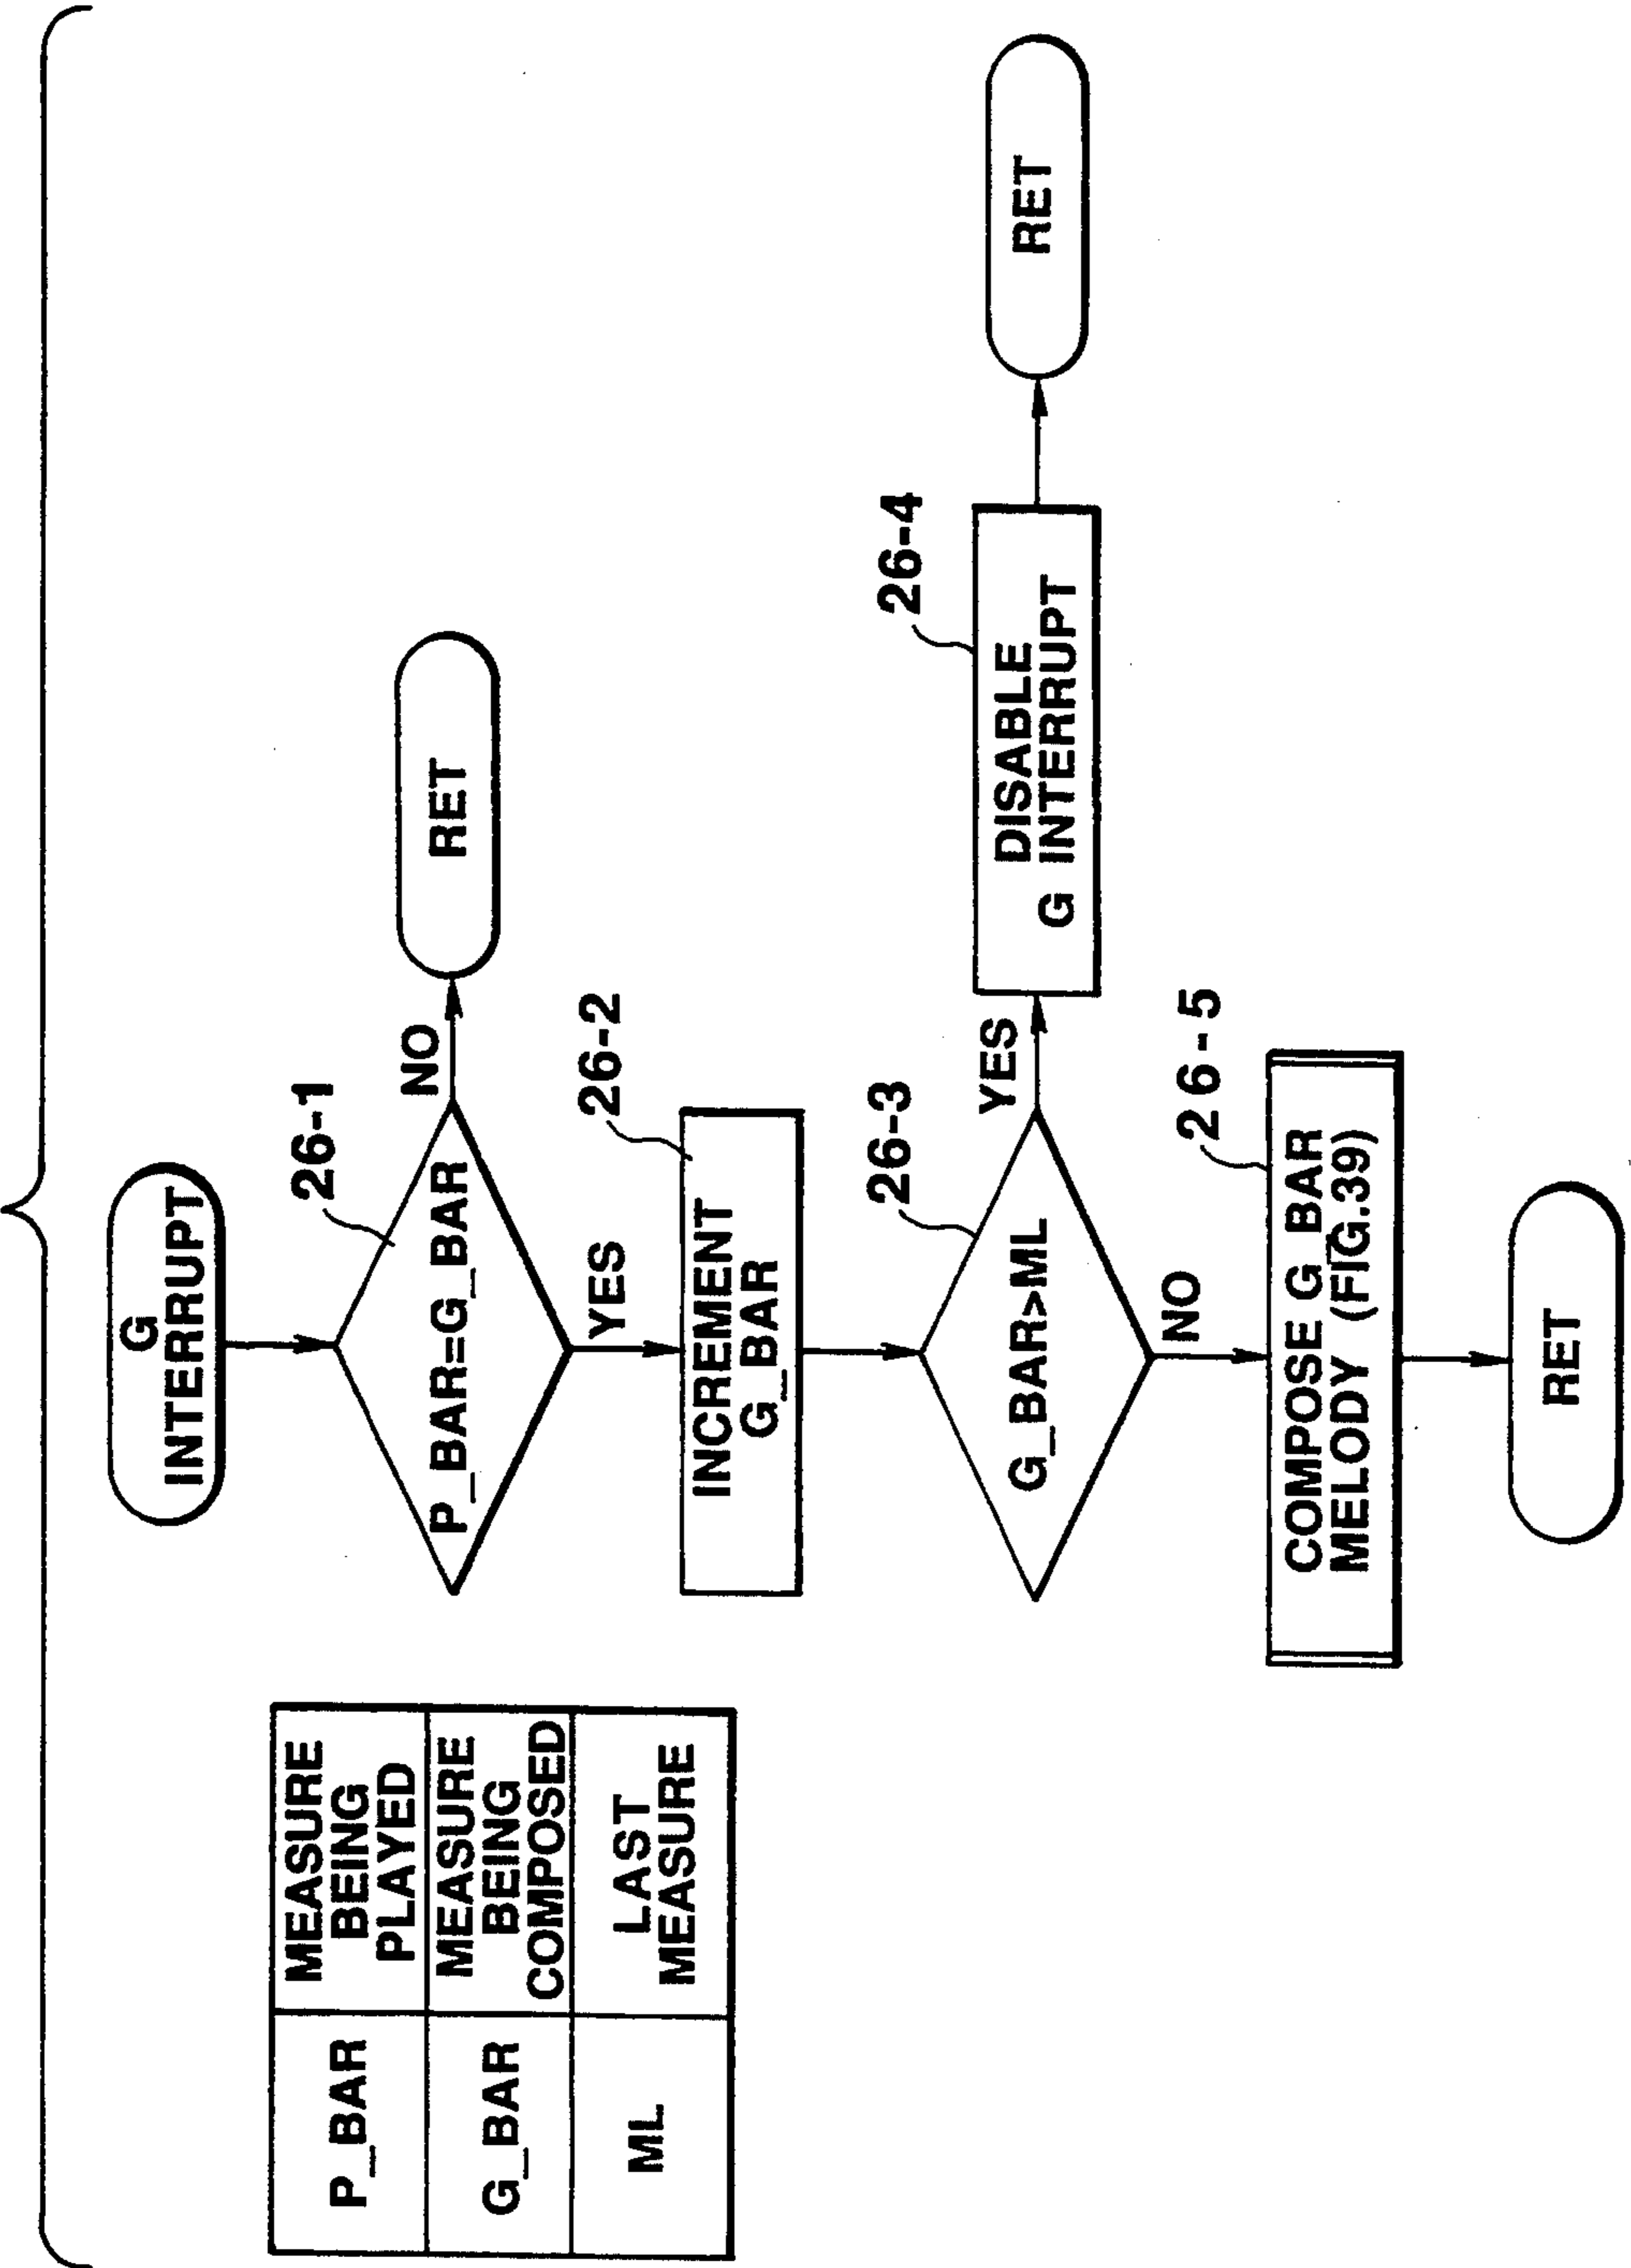 P_BAR
MEASURE
BEING
PLAYED
G_BAR
MEASURE
BEING
COMPOSED
ML
LAST
MEASURE
G
INTERRUPT
26-1
P_BAR=G_BAR
NO
RET
YES
26-2
INCREMENT
G_BAR
26-3
G_BAR>ML
YES
26-4
DISABLE
G INTERRUPT
RET
NO
26-5
COMPOSE G BAR
MELODY (FIG.39)
RET